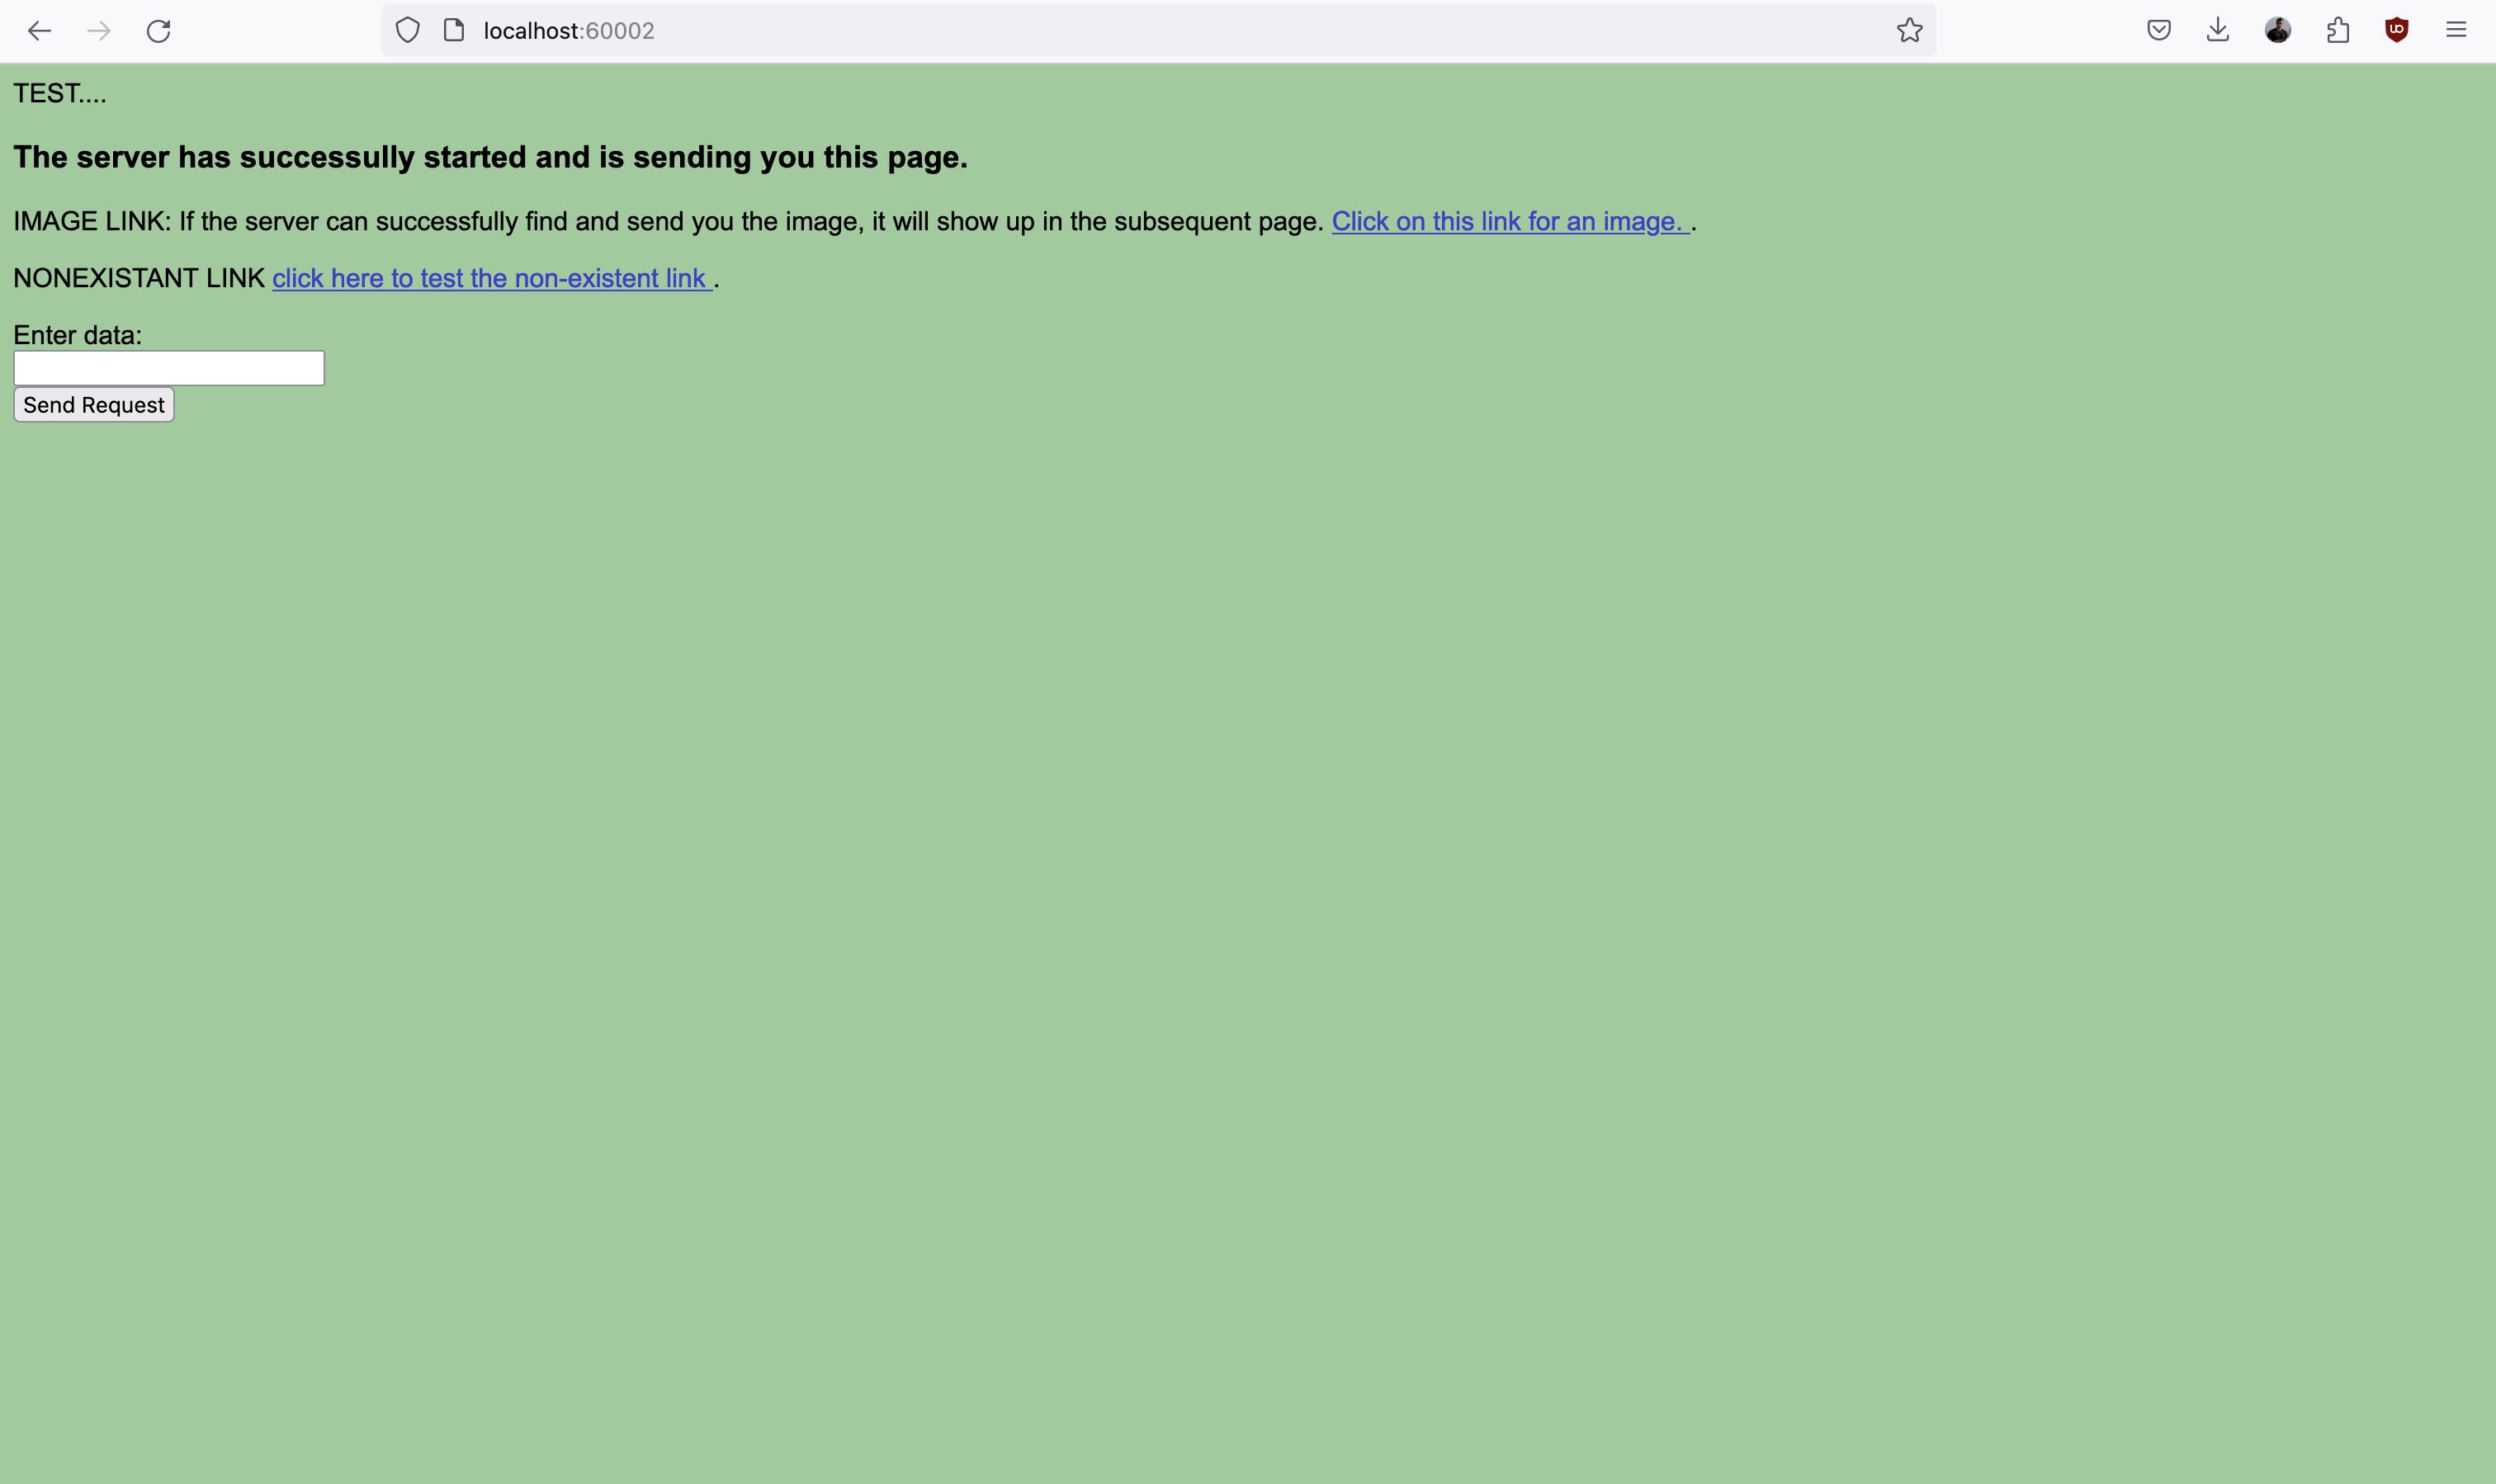 localhost:60002
TEST....
The server has successully started and is sending you this page.
IMAGE LINK: If the server can successfully find and send you the image, it will show up in the subsequent page. Click on this link for an image. .
NONEXISTANT LINK click here to test the non-existent link .
Enter data:
Send Request